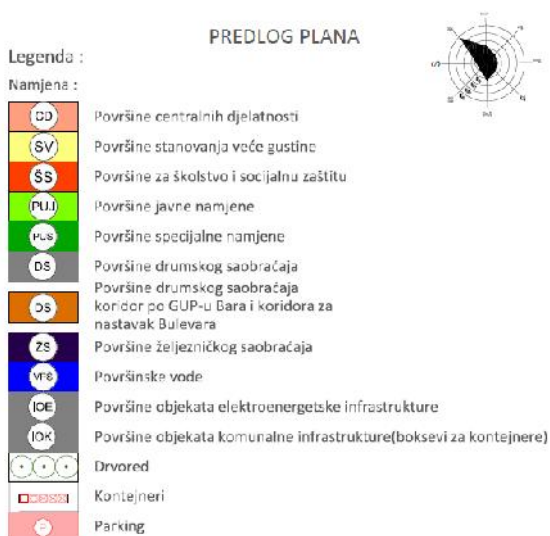 PREDLOG PLANA
Legenda :
Namjena :
CD Površine centralnih djelatnosti
SV Površine stanovanja veće gustine
ŠS Površine za školstvo i socijalnu zaštitu
PUJ Površine javne namjene
PUS Površine specijalne namjene
DS Površine drumskog saobraćaja
Površine drumskog saobraćaja
DS koridor po GUP-u Bara i koridora za
nastavak Bulevara
ŽS Površine željezničkog saobraćaja
Površinske vode
IOE Površine objekata elektroenergetske infrastrukture
IOK Površine objekata komunalne infrastrukture(boksevi za kontejnere)
Drvored
Kontejneri
P Parking